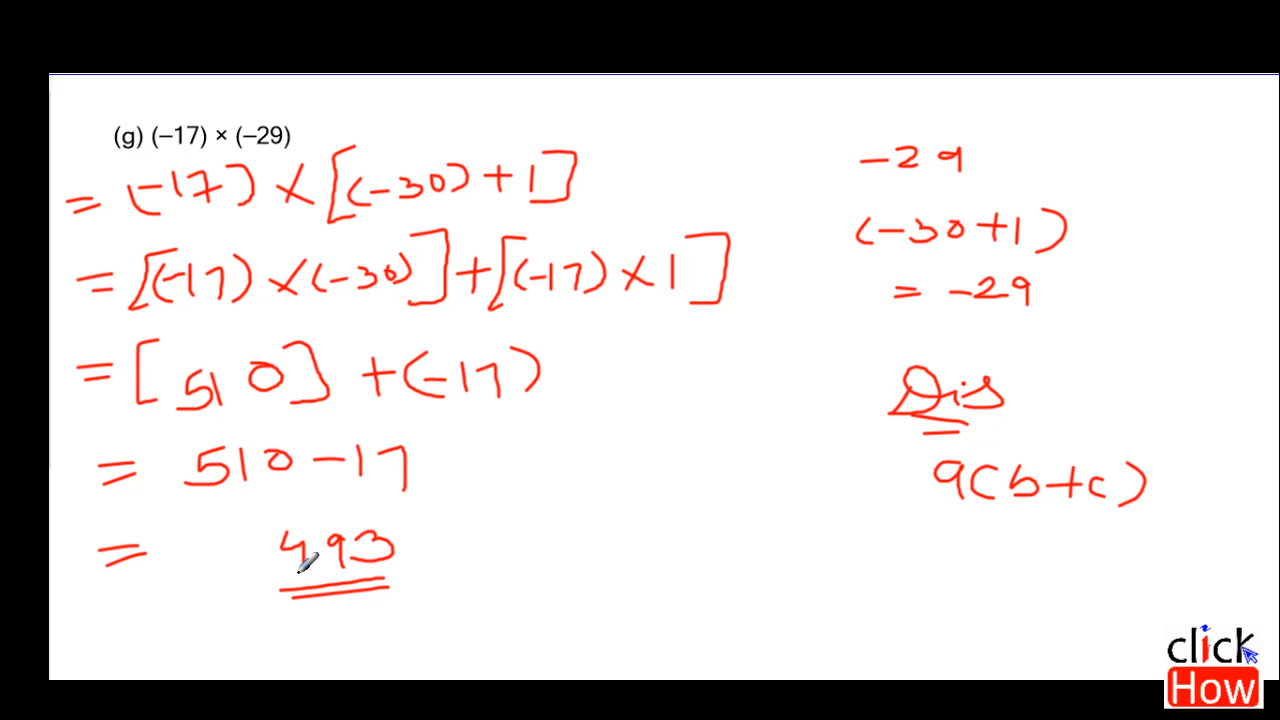 (g) (–17) × (–29)
= (-17) × [(-30) + 1]
= [(-17) × (-30)] + [(-17) × 1]
= [510] + (-17)
= 510 - 17
= 493
-29
(-30+1)
= -29
Dis
a(b+c)
click
How